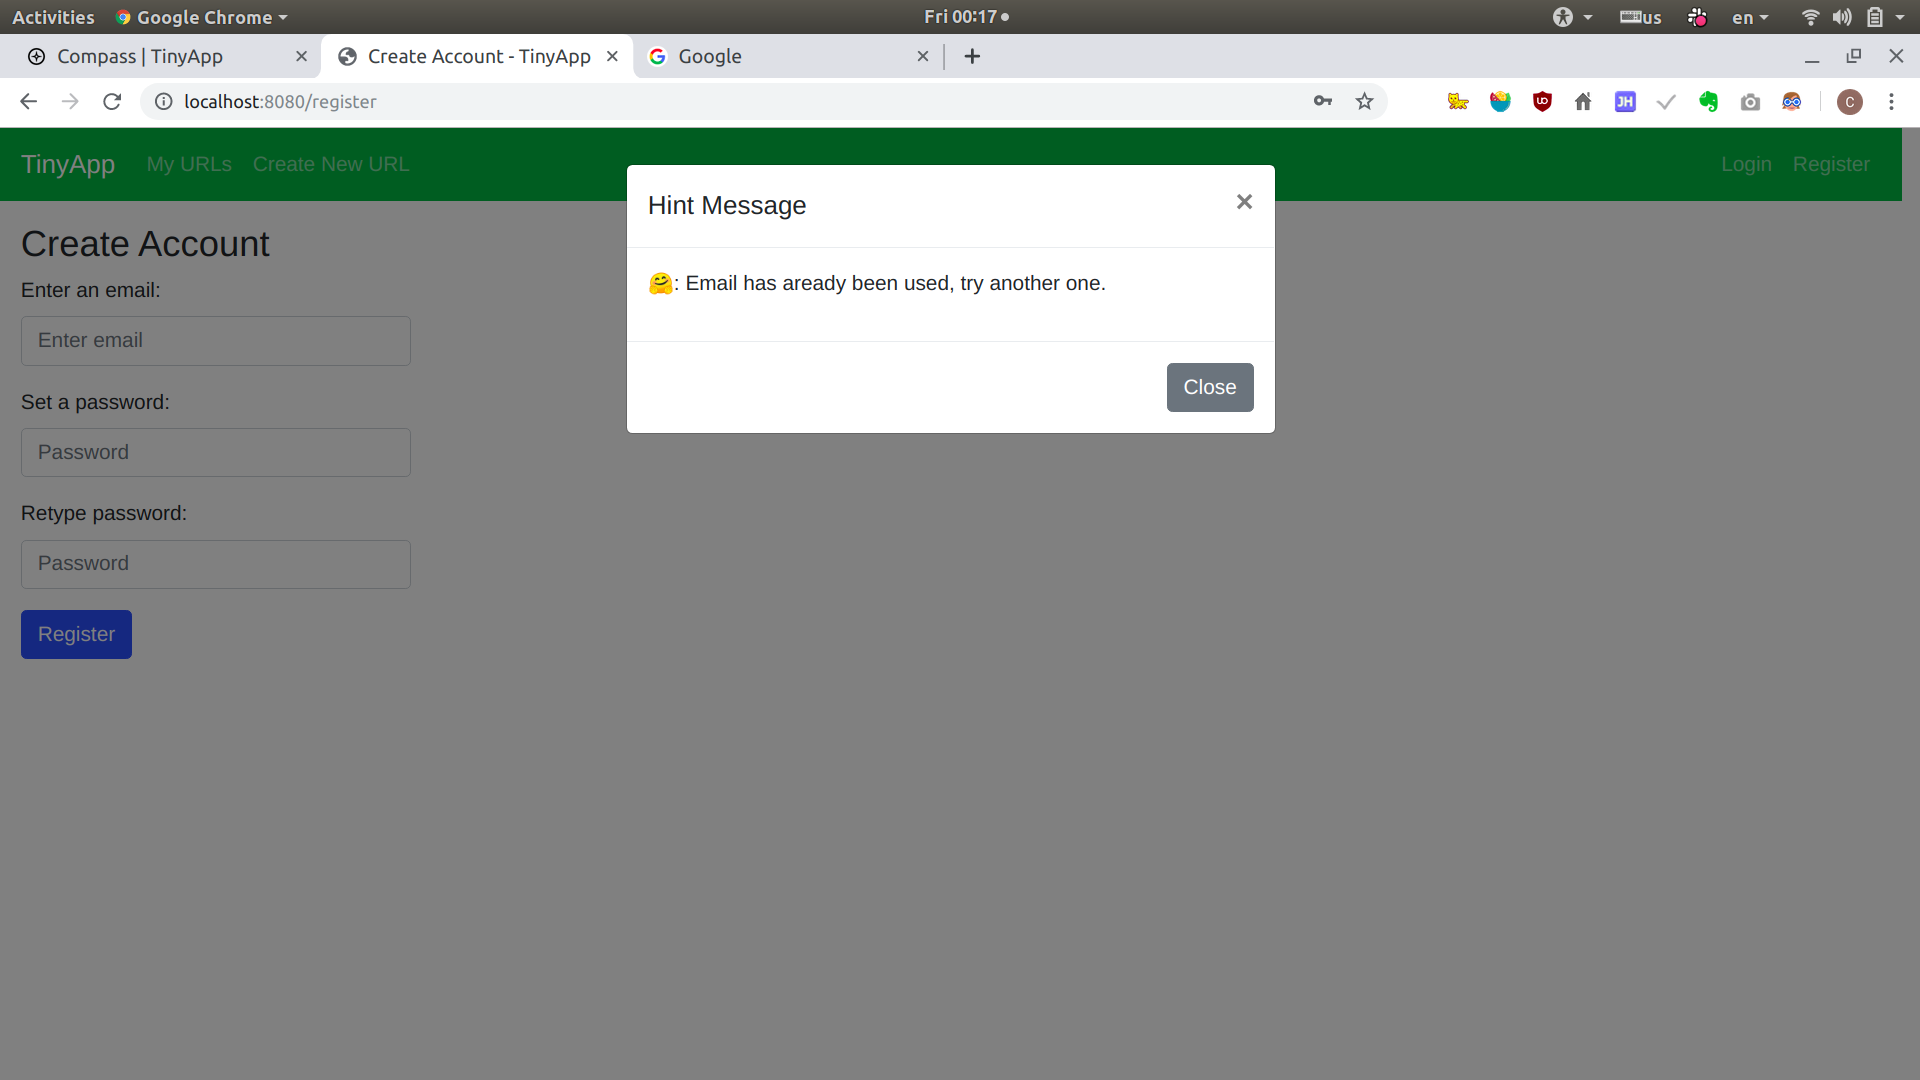 Activities Google Chrome Fri 00:17 us en
Compass | TinyApp Create Account - TinyApp Google
localhost:8080/register JH C
TinyApp My URLs Create New URL Login Register
Hint Message ×
🤗: Email has aready been used, try another one.
Close
Create Account
Enter an email:
Enter email
Set a password:
Password
Retype password:
Password
Register